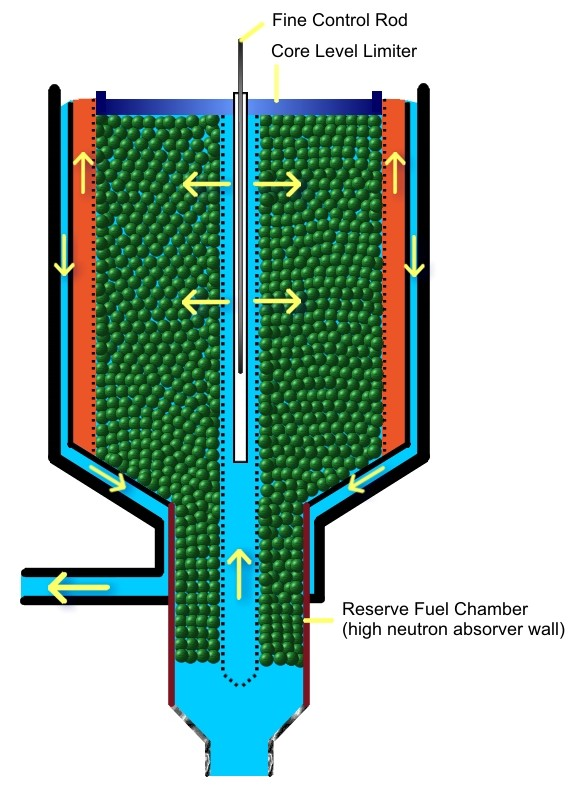 Fine Control Rod
Core Level Limiter
Reserve Fuel Chamber
(high neutron absorver wall)